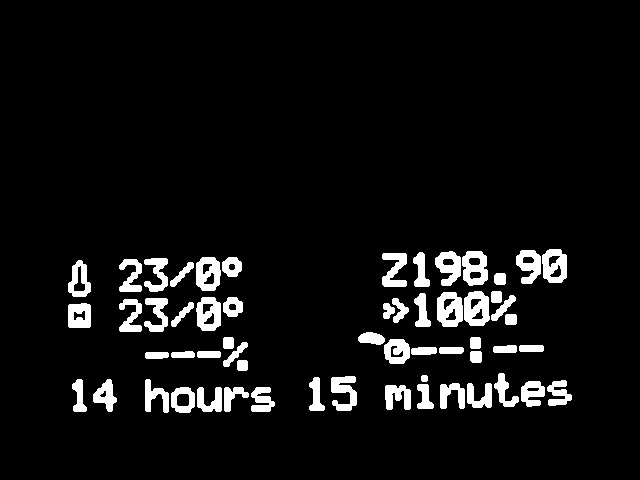 23/0° Z198.90
23/0° »100%
---% --:--
14 hours 15 minutes